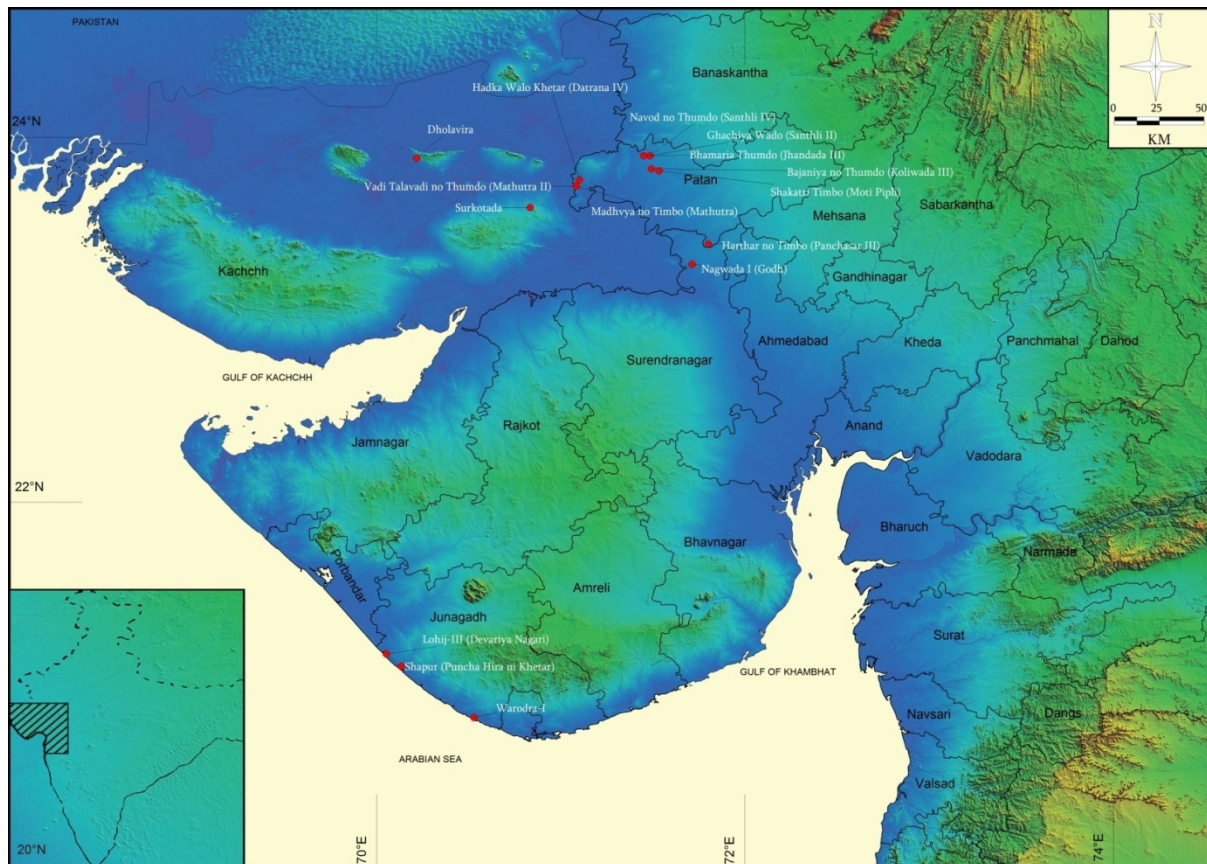 PAKISTAN
N
Banaskantha
Hadka Walo Khetar (Datrana IV)
0 25 50
KM
24°N
Navod no Thumdo (Santhli IV)
Ghachiya Wado (Santhli II)
Dholavira
Bhamaria Thumdo (Jhandada III)
Bajaniya no Thumdo (Koliwada III)
Patan
Vadi Talavadi no Thumdo (Mathutra II)
Shakatri Timbo (Moti Pipli)
Surkotada
Madhvya no Timbo (Mathutra)
Mehsana
Sabarkantha
Harthar no Timbo (Panchasar III)
Kachchh
Nagwada I (Godh)
Gandhinagar
Ahmedabad
Kheda
Panchmahal
Dahod
Surendranagar
GULF OF KACHCHH
Rajkot
Anand
Jamnagar
Vadodara
22°N
Bharuch
Bhavnagar
Narmada
Porbandar
Amreli
Junagadh
Lohij-III (Devariya Nagari)
Surat
Shapur (Puncha Hira ni Khetar)
GULF OF KHAMBHAT
Warodra-I
Navsari
Dangs
ARABIAN SEA
Valsad
20°N
70°E
72°E
74°E